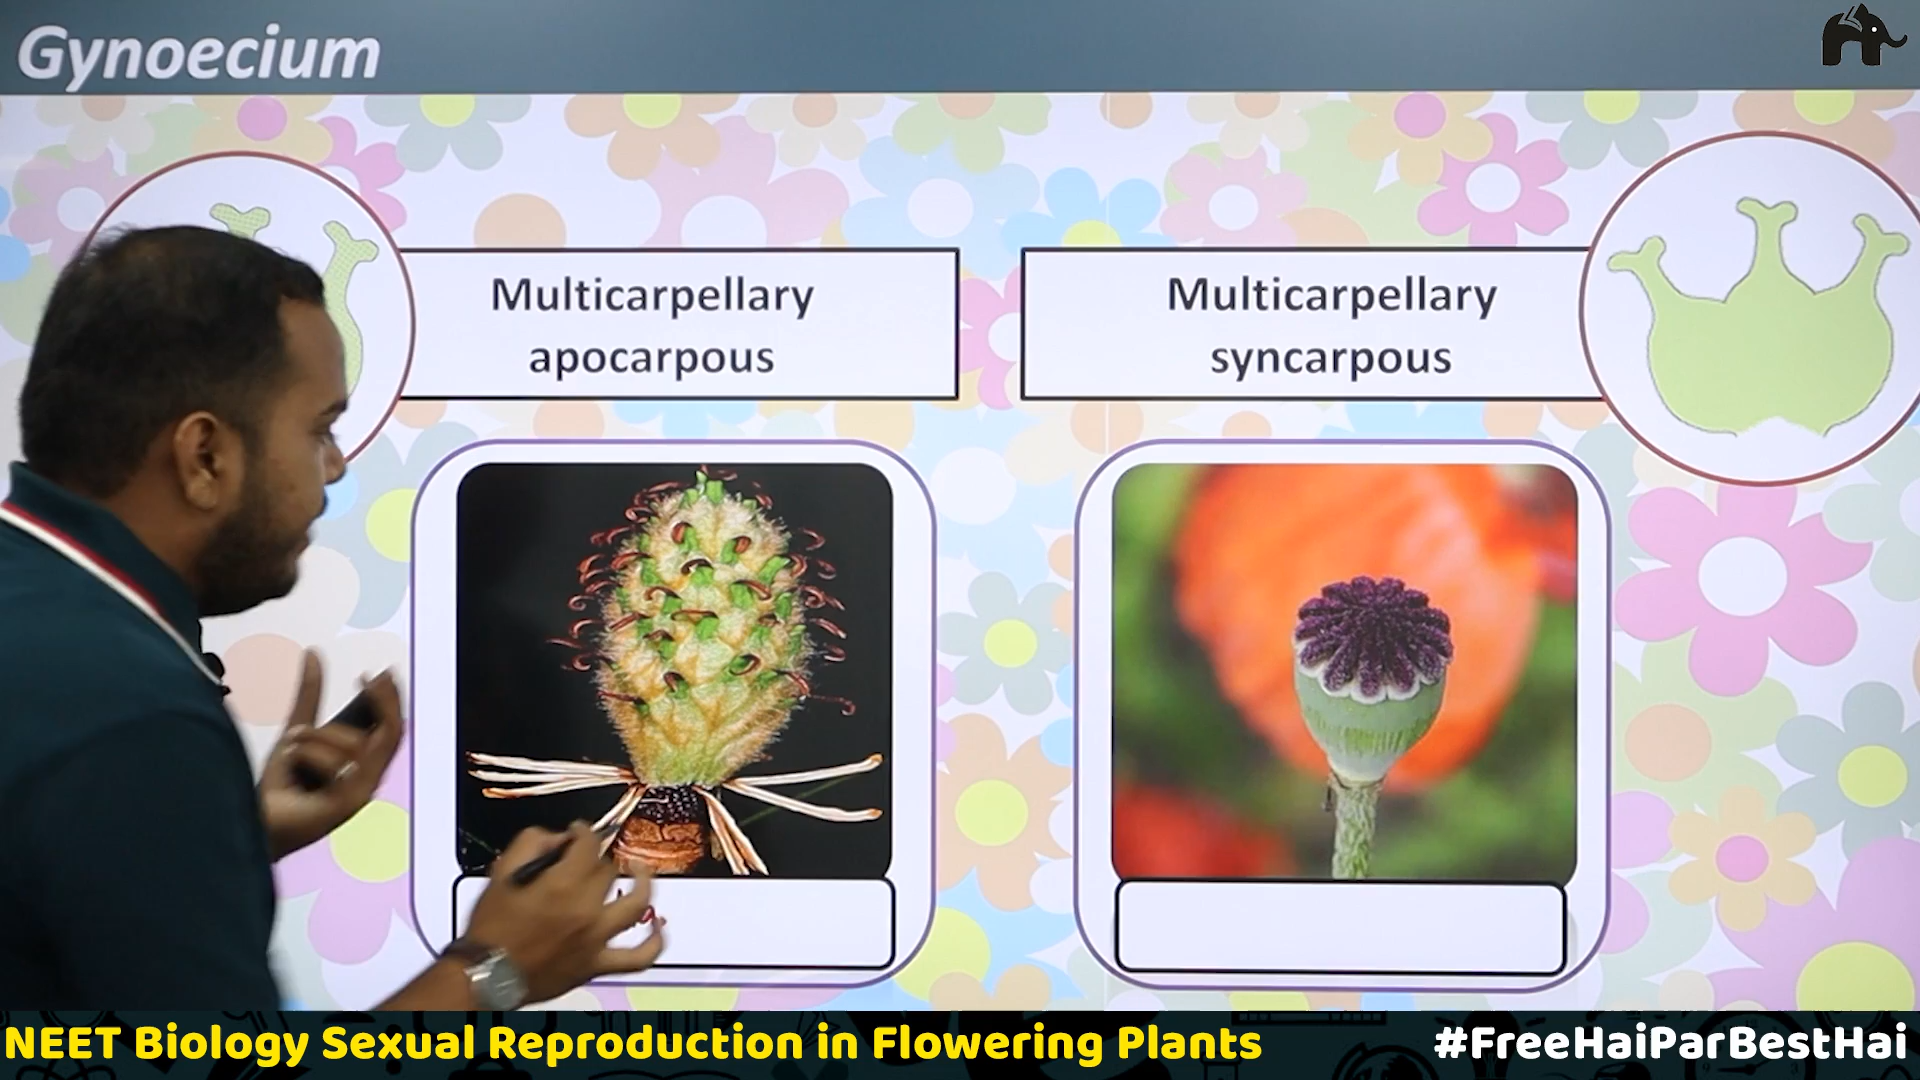 Gynoecium
Multicarpellary
apocarpous
Multicarpellary
syncarpous
NEET Biology Sexual Reproduction in Flowering Plants
#FreeHaiParBestHai